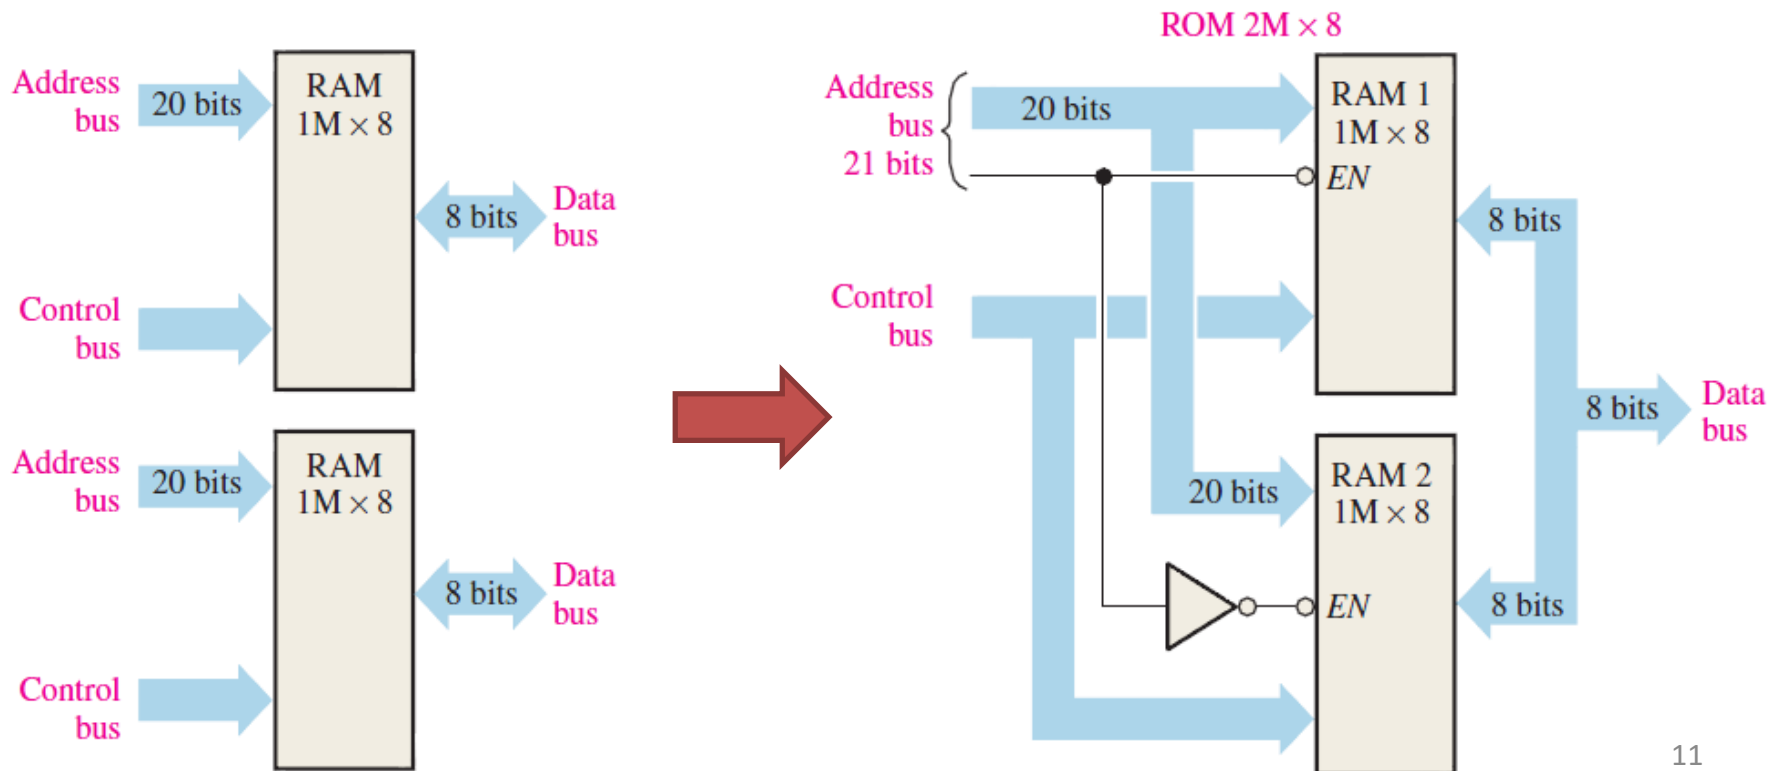 Address
bus
20 bits
RAM
1M × 8
8 bits
Data
bus
Control
bus
Address
bus
20 bits
RAM
1M × 8
8 bits
Data
bus
Control
bus
ROM 2M × 8
Address
bus
21 bits
20 bits
RAM 1
1M × 8
EN
8 bits
Control
bus
8 bits
Data
bus
20 bits
RAM 2
1M × 8
EN
8 bits
11